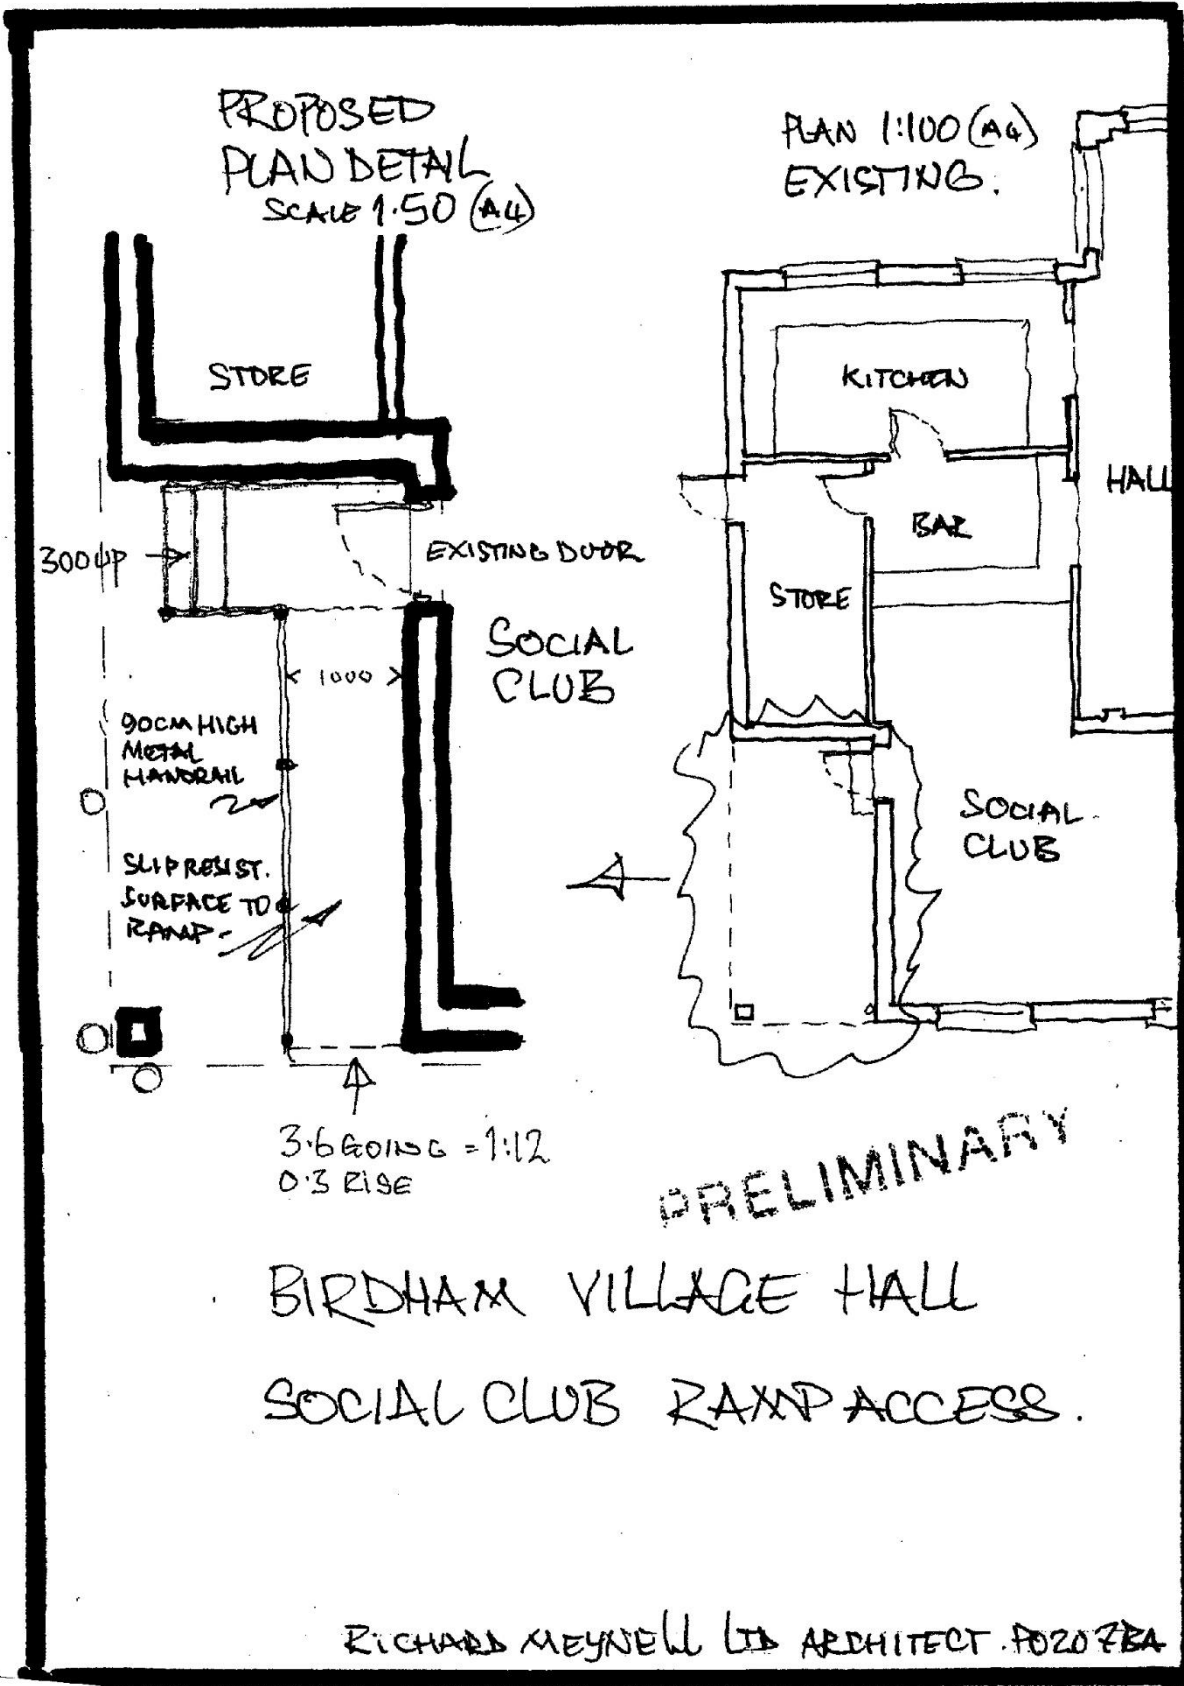 PROPOSED
PLAN DETAIL
SCALE 1·50 (A4)
STORE
300 UP
EXISTING DOOR
SOCIAL
CLUB
< 1000 >
90CM HIGH
METAL
HANDRAIL
SLIP RESIST.
SURFACE TO
RAMP-
3·6 GOING = 1:12
0·3 RISE
PLAN 1:100 (A4)
EXISTING.
KITCHEN
HALL
BAR
STORE
SOCIAL
CLUB
PRELIMINARY
BIRDHAM VILLAGE HALL
SOCIAL CLUB RAMP ACCESS.
RICHARD MEYNELL LTD ARCHITECT. PO20 7BA